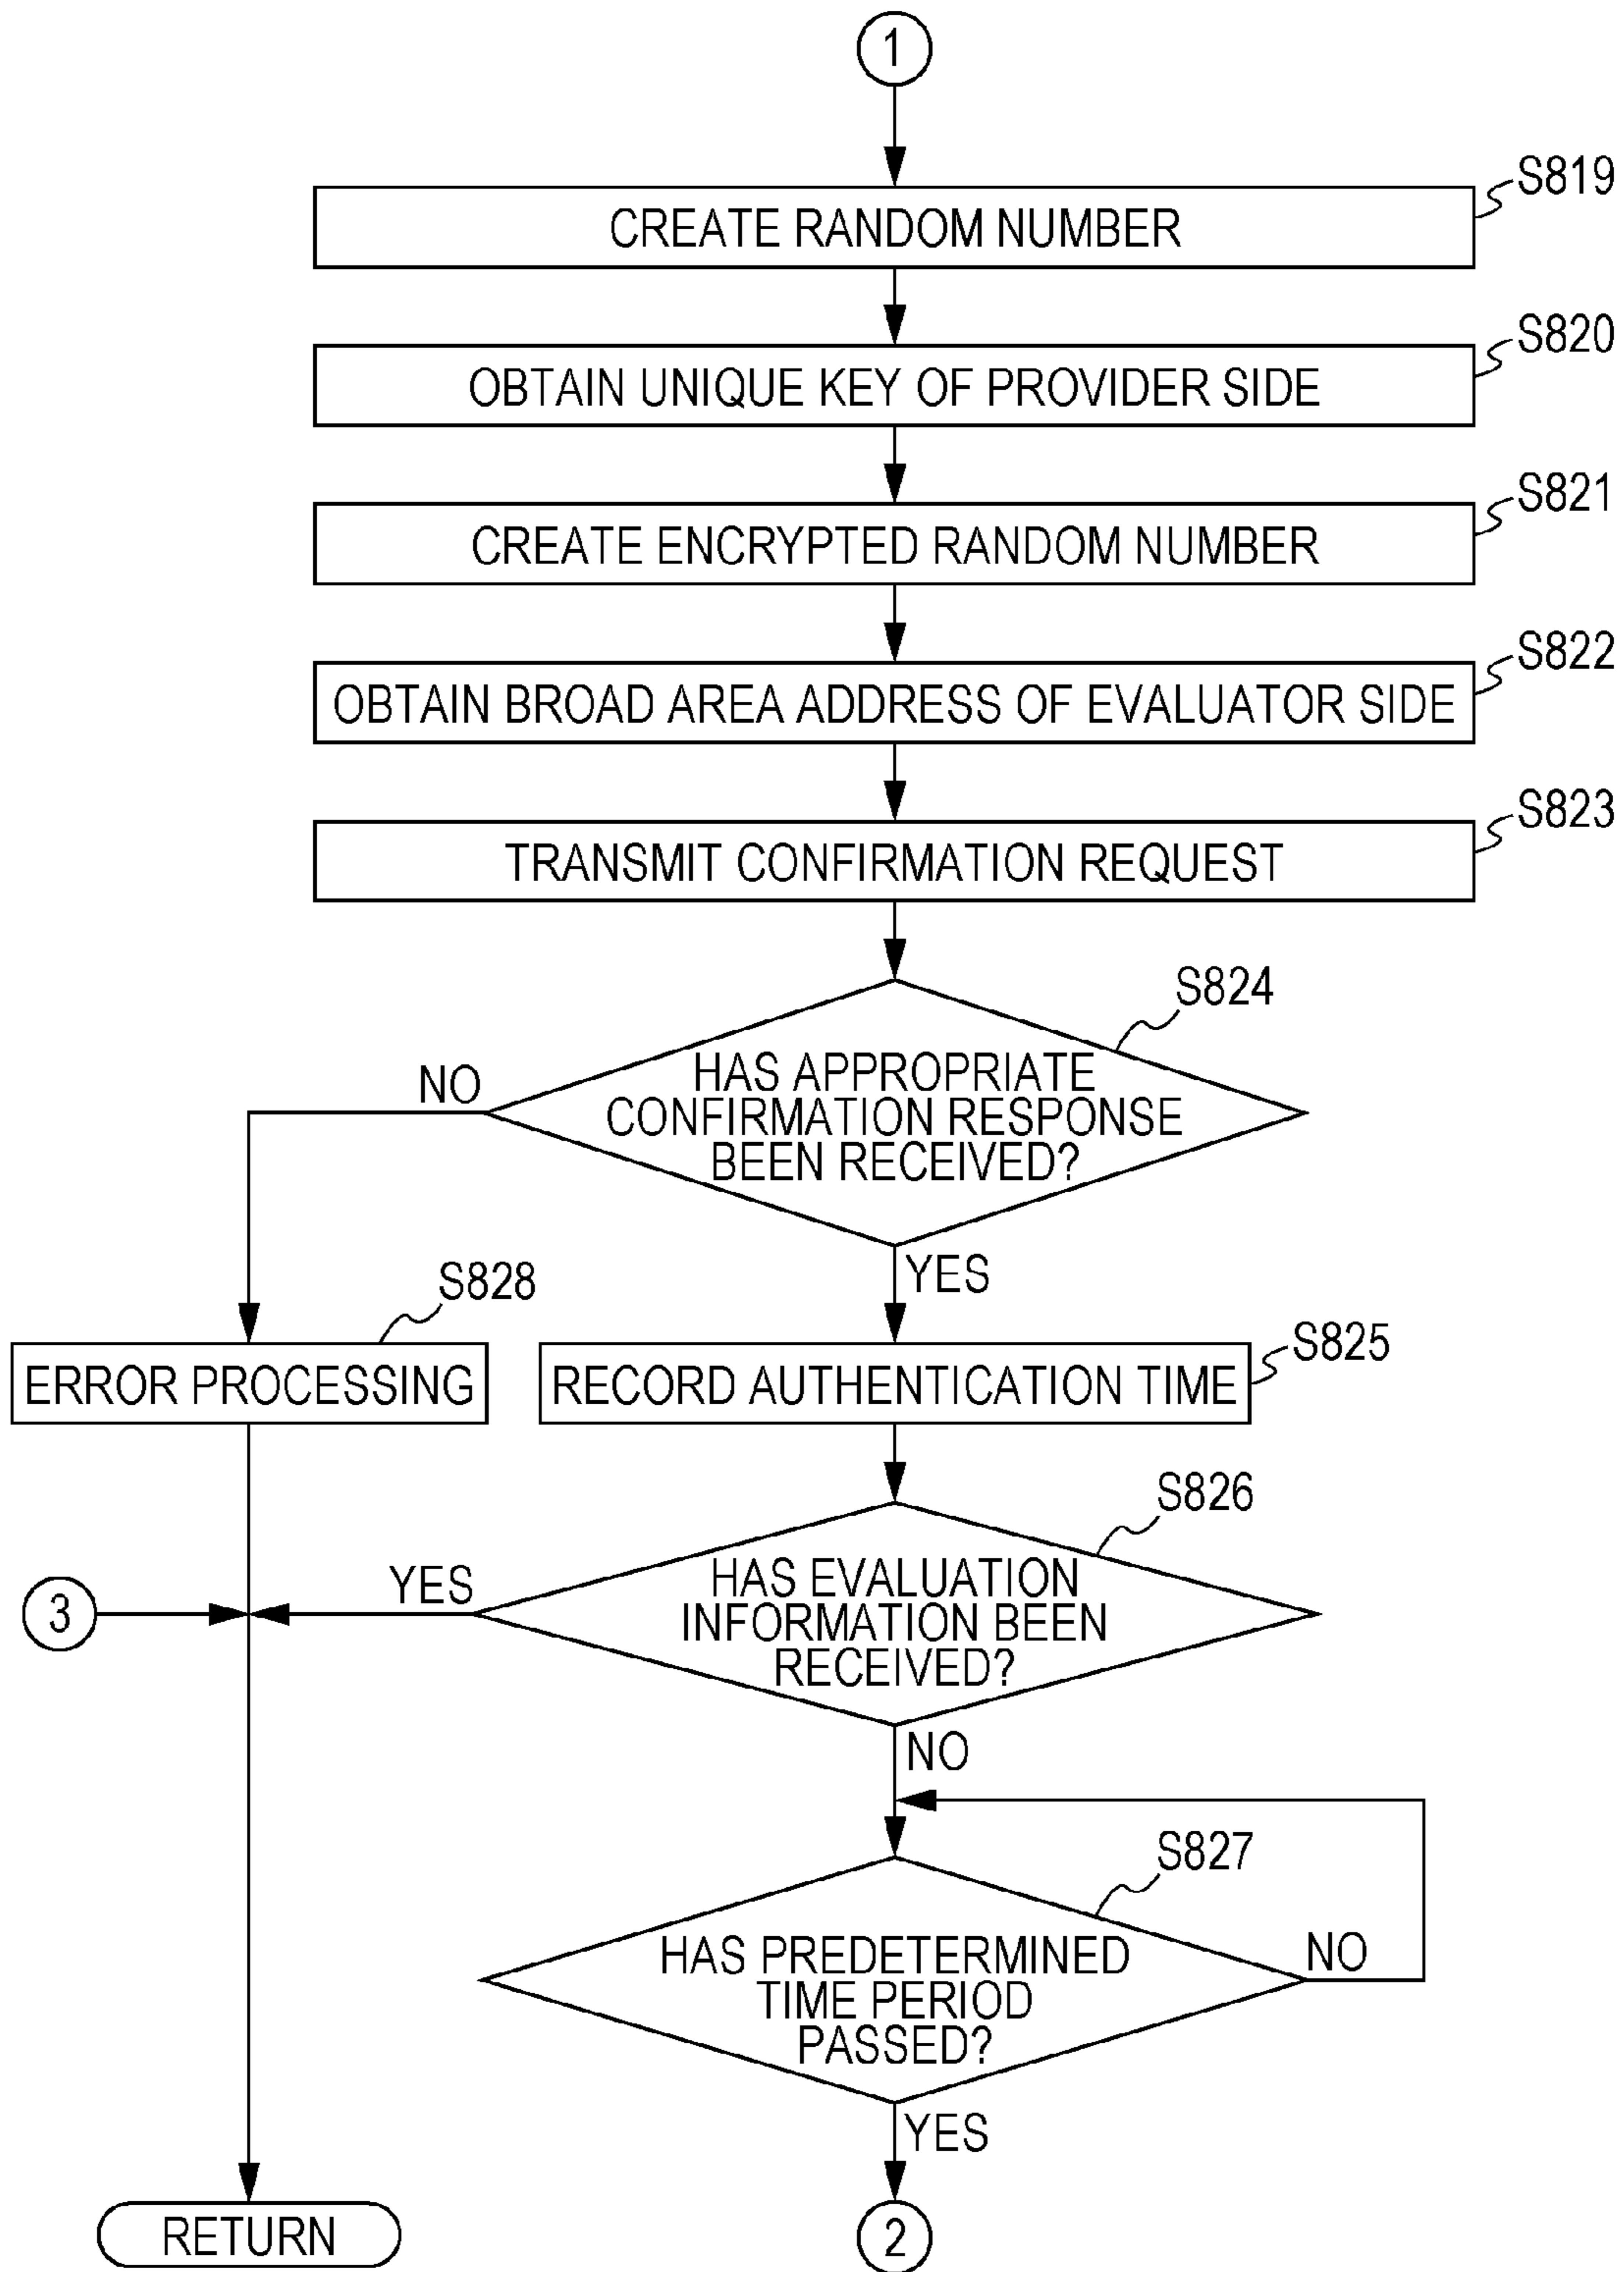 1
S819
CREATE RANDOM NUMBER
S820
OBTAIN UNIQUE KEY OF PROVIDER SIDE
S821
CREATE ENCRYPTED RANDOM NUMBER
S822
OBTAIN BROAD AREA ADDRESS OF EVALUATOR SIDE
S823
TRANSMIT CONFIRMATION REQUEST
S824
NO
HAS APPROPRIATE
CONFIRMATION RESPONSE
BEEN RECEIVED?
YES
S828
ERROR PROCESSING
S825
RECORD AUTHENTICATION TIME
S826
3
YES
HAS EVALUATION
INFORMATION BEEN
RECEIVED?
NO
S827
HAS PREDETERMINED
TIME PERIOD
PASSED?
NO
YES
RETURN
2